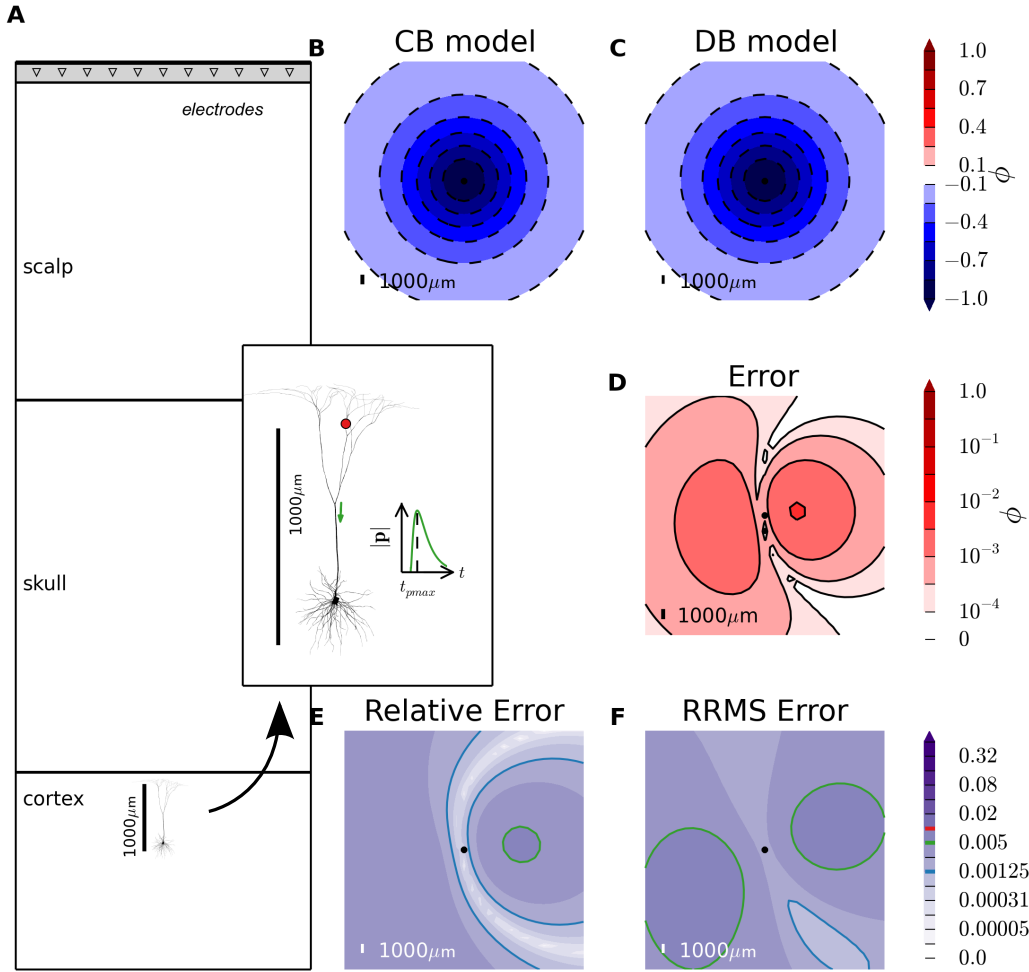 A
electrodes
scalp
skull
cortex
1000μm
1000μm
|p|
t
t_pmax
B
CB model
1000μm
C
DB model
1000μm
1.0
0.7
0.4
0.1
−0.1
−0.4
−0.7
−1.0
ϕ
D
Error
1000μm
1.0
10⁻¹
10⁻²
10⁻³
10⁻⁴
0
ϕ
E
Relative Error
1000μm
F
RRMS Error
1000μm
0.32
0.08
0.02
0.005
0.00125
0.00031
0.00005
0.0